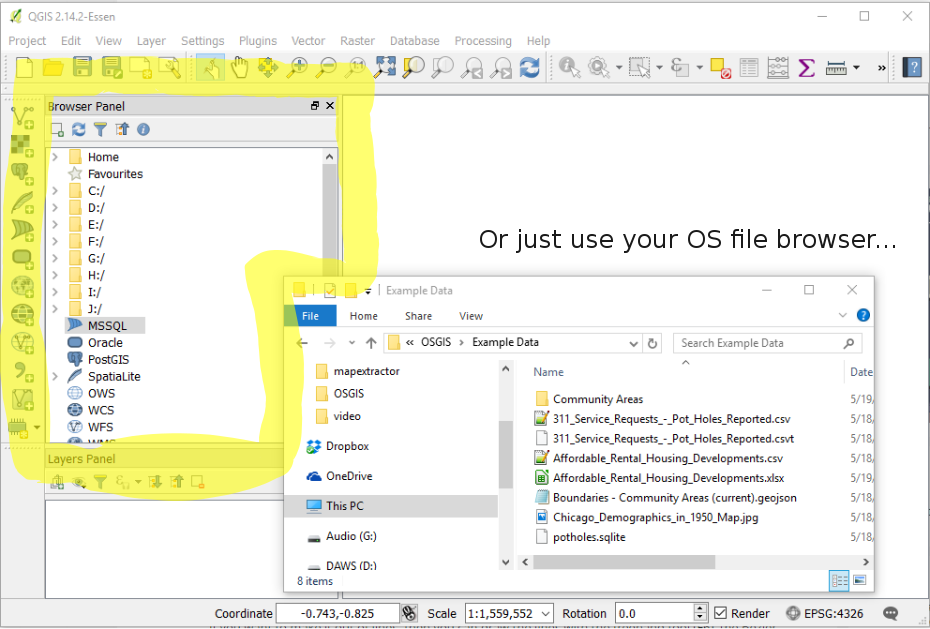 QGIS 2.14.2-Essen
Project Edit View Layer Settings Plugins Vector Raster Database Processing Help
Browser Panel
Home
Favourites
C:/
D:/
E:/
F:/
G:/
H:/
I:/
J:/
MSSQL
Oracle
PostGIS
SpatiaLite
OWS
WCS
WFS
WMS
Layers Panel
Or just use your OS file browser...
Example Data
File Home Share View
« OSGIS > Example Data
Search Example Data
mapextractor
OSGIS
video
Dropbox
OneDrive
This PC
Audio (G:)
DAWS (D:)
Name Date
Community Areas 5/19/
311_Service_Requests_-_Pot_Holes_Reported.csv 5/18/
311_Service_Requests_-_Pot_Holes_Reported.csvt 5/18/
Affordable_Rental_Housing_Developments.csv 5/18/
Affordable_Rental_Housing_Developments.xlsx 5/19/
Boundaries - Community Areas (current).geojson 5/18/
Chicago_Demographics_in_1950_Map.jpg 5/18/
potholes.sqlite 5/18/
8 items
Coordinate -0.743,-0.825 Scale 1:1,559,552 Rotation 0.0 Render EPSG:4326